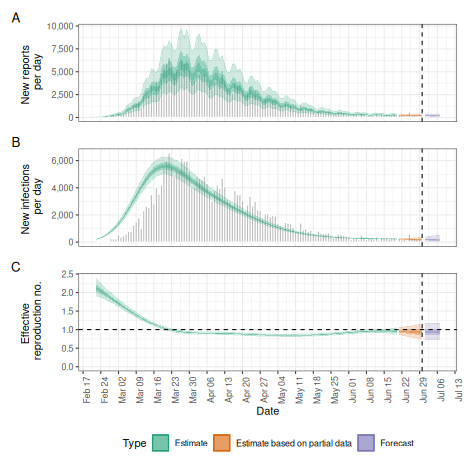 A
New reports
per day
10,000
7,500
5,000
2,500
0
B
New infections
per day
6,000
4,000
2,000
0
C
Effective
reproduction no.
2.5
2.0
1.5
1.0
0.5
0.0
Feb 17
Feb 24
Mar 02
Mar 09
Mar 16
Mar 23
Mar 30
Apr 06
Apr 13
Apr 20
Apr 27
May 04
May 11
May 18
May 25
Jun 01
Jun 08
Jun 15
Jun 22
Jun 29
Jul 06
Jul 13
Date
Type
Estimate
Estimate based on partial data
Forecast